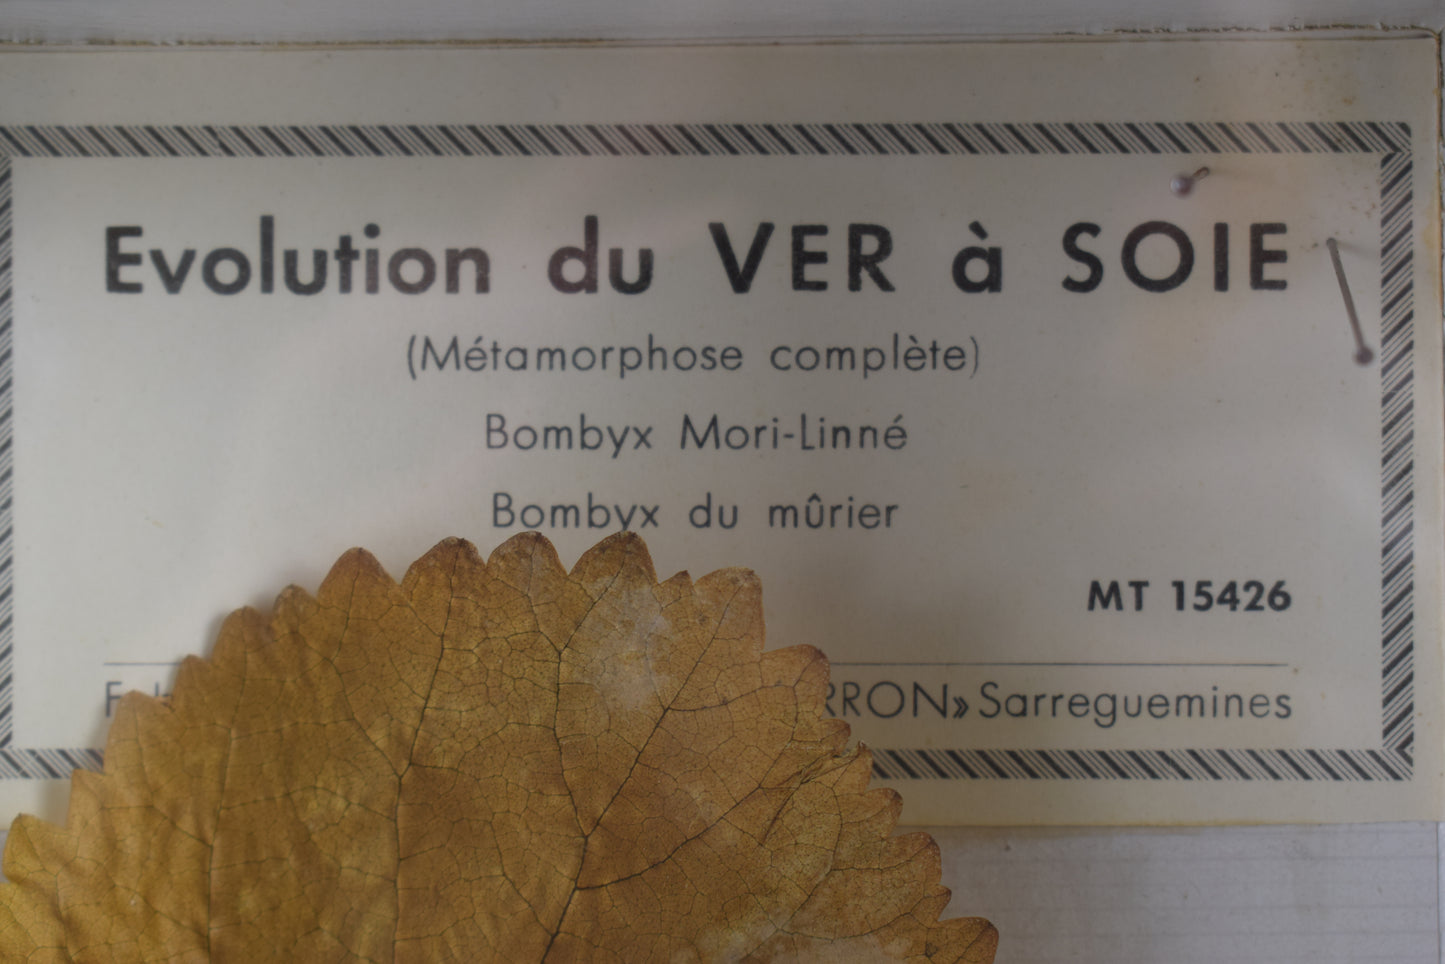 Evolution du VER à SOIE
(Métamorphose complète)
Bombyx Mori-Linné
Bombyx du mûrier
MT 15426
RRON» Sarreguemines